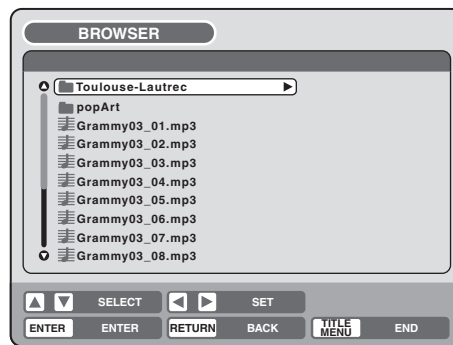 BROWSER
Toulouse-Lautrec
popArt
Grammy03_01.mp3
Grammy03_02.mp3
Grammy03_03.mp3
Grammy03_04.mp3
Grammy03_05.mp3
Grammy03_06.mp3
Grammy03_07.mp3
Grammy03_08.mp3
SELECT SET
ENTER ENTER RETURN BACK TITLE MENU END